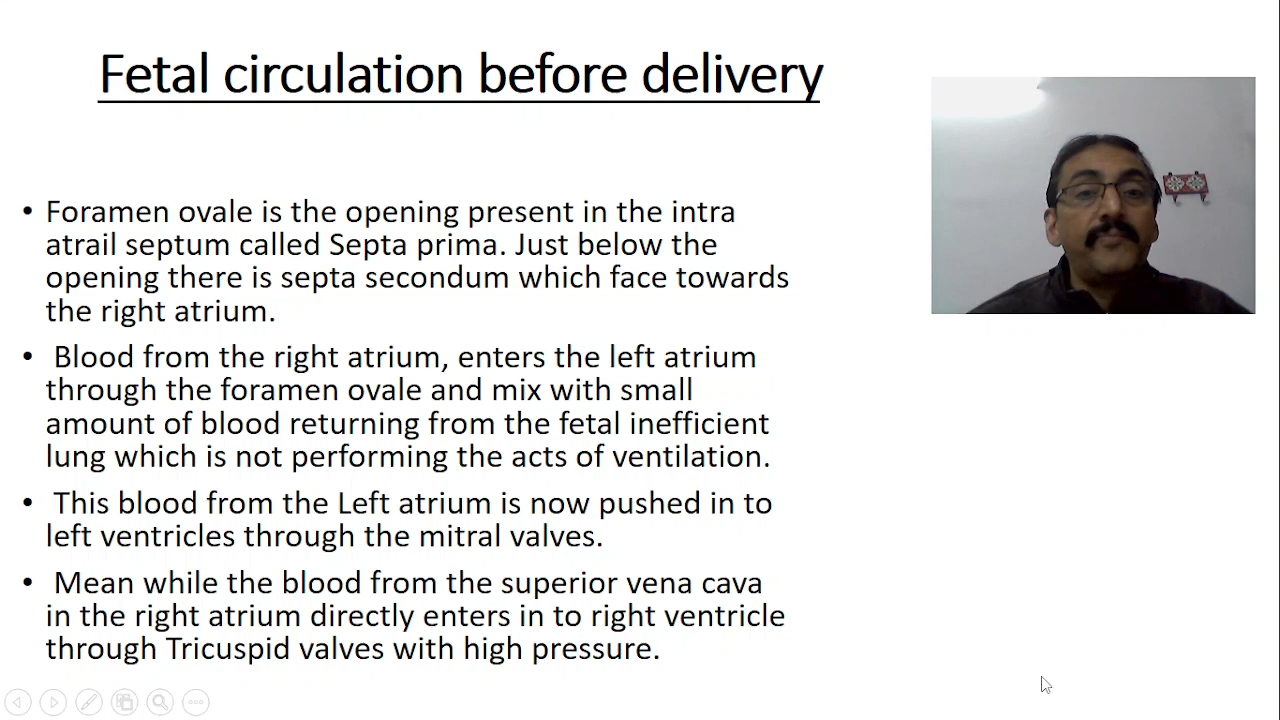 Fetal circulation before delivery
• Foramen ovale is the opening present in the intra
atrail septum called Septa prima. Just below the
opening there is septa secondum which face towards
the right atrium.
• Blood from the right atrium, enters the left atrium
through the foramen ovale and mix with small
amount of blood returning from the fetal inefficient
lung which is not performing the acts of ventilation.
• This blood from the Left atrium is now pushed in to
left ventricles through the mitral valves.
• Mean while the blood from the superior vena cava
in the right atrium directly enters in to right ventricle
through Tricuspid valves with high pressure.